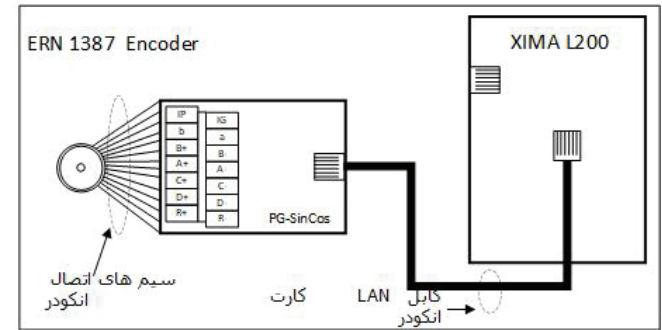 ERN 1387 Encoder
XIMA L200
IP
IG
b
a
B+
B
A+
A
C+
C
D+
D
R+
R
PG-SinCos
سیم های اتصال
انکودر
کارت
کابل LAN
انکودر